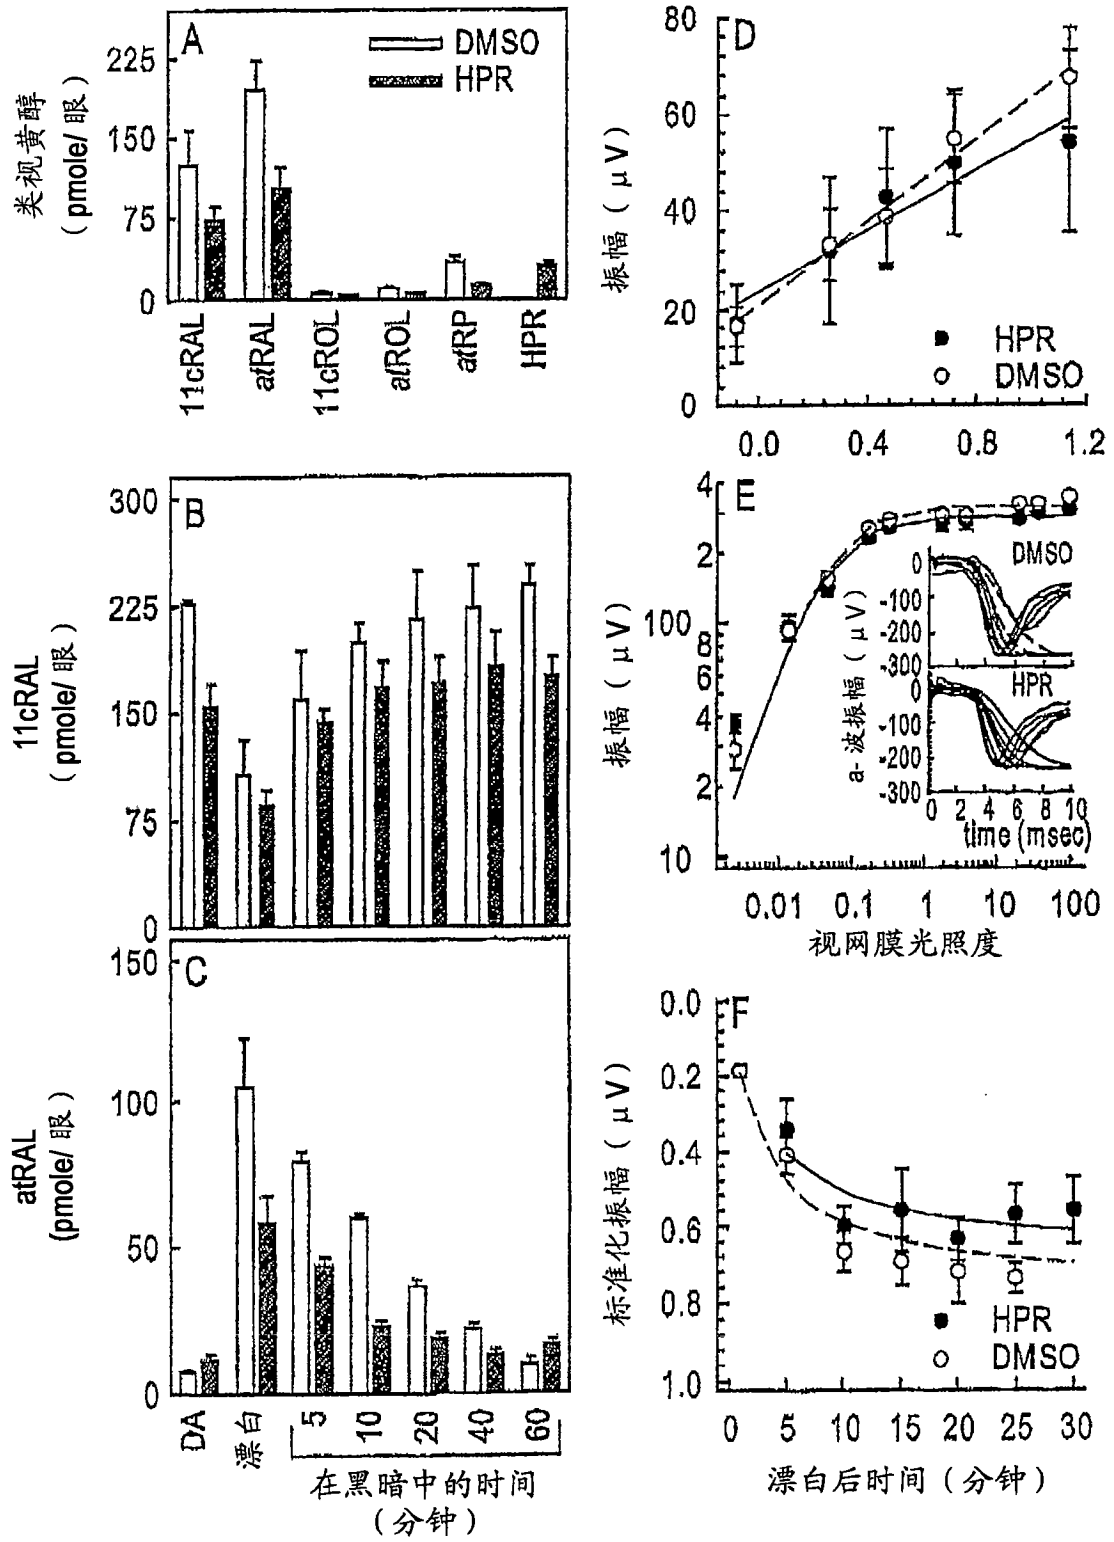 A
DMSO
HPR
225
150
75
0
类视黄醇
(pmole/眼)
11cRAL
atRAL
11cROL
atROL
atRP
HPR
B
300
225
150
75
0
11cRAL
(pmole/眼)
C
150
100
50
0
atRAL
(pmole/眼)
DA
漂白
5
10
20
40
60
在黑暗中的时间
(分钟)
D
80
60
40
20
0
振幅(μV)
HPR
DMSO
0.0
0.4
0.8
1.2
E
4
2
100
8
6
4
2
10
振幅(μV)
DMSO
0
-100
-200
-300
HPR
0
-100
-200
-300
a-波振幅(μV)
0 2 4 6 8 10
time (msec)
0.01 0.1 1 10 100
视网膜光照度
F
0.0
0.2
0.4
0.6
0.8
1.0
标准化振幅(μV)
HPR
DMSO
0 5 10 15 20 25 30
漂白后时间(分钟)